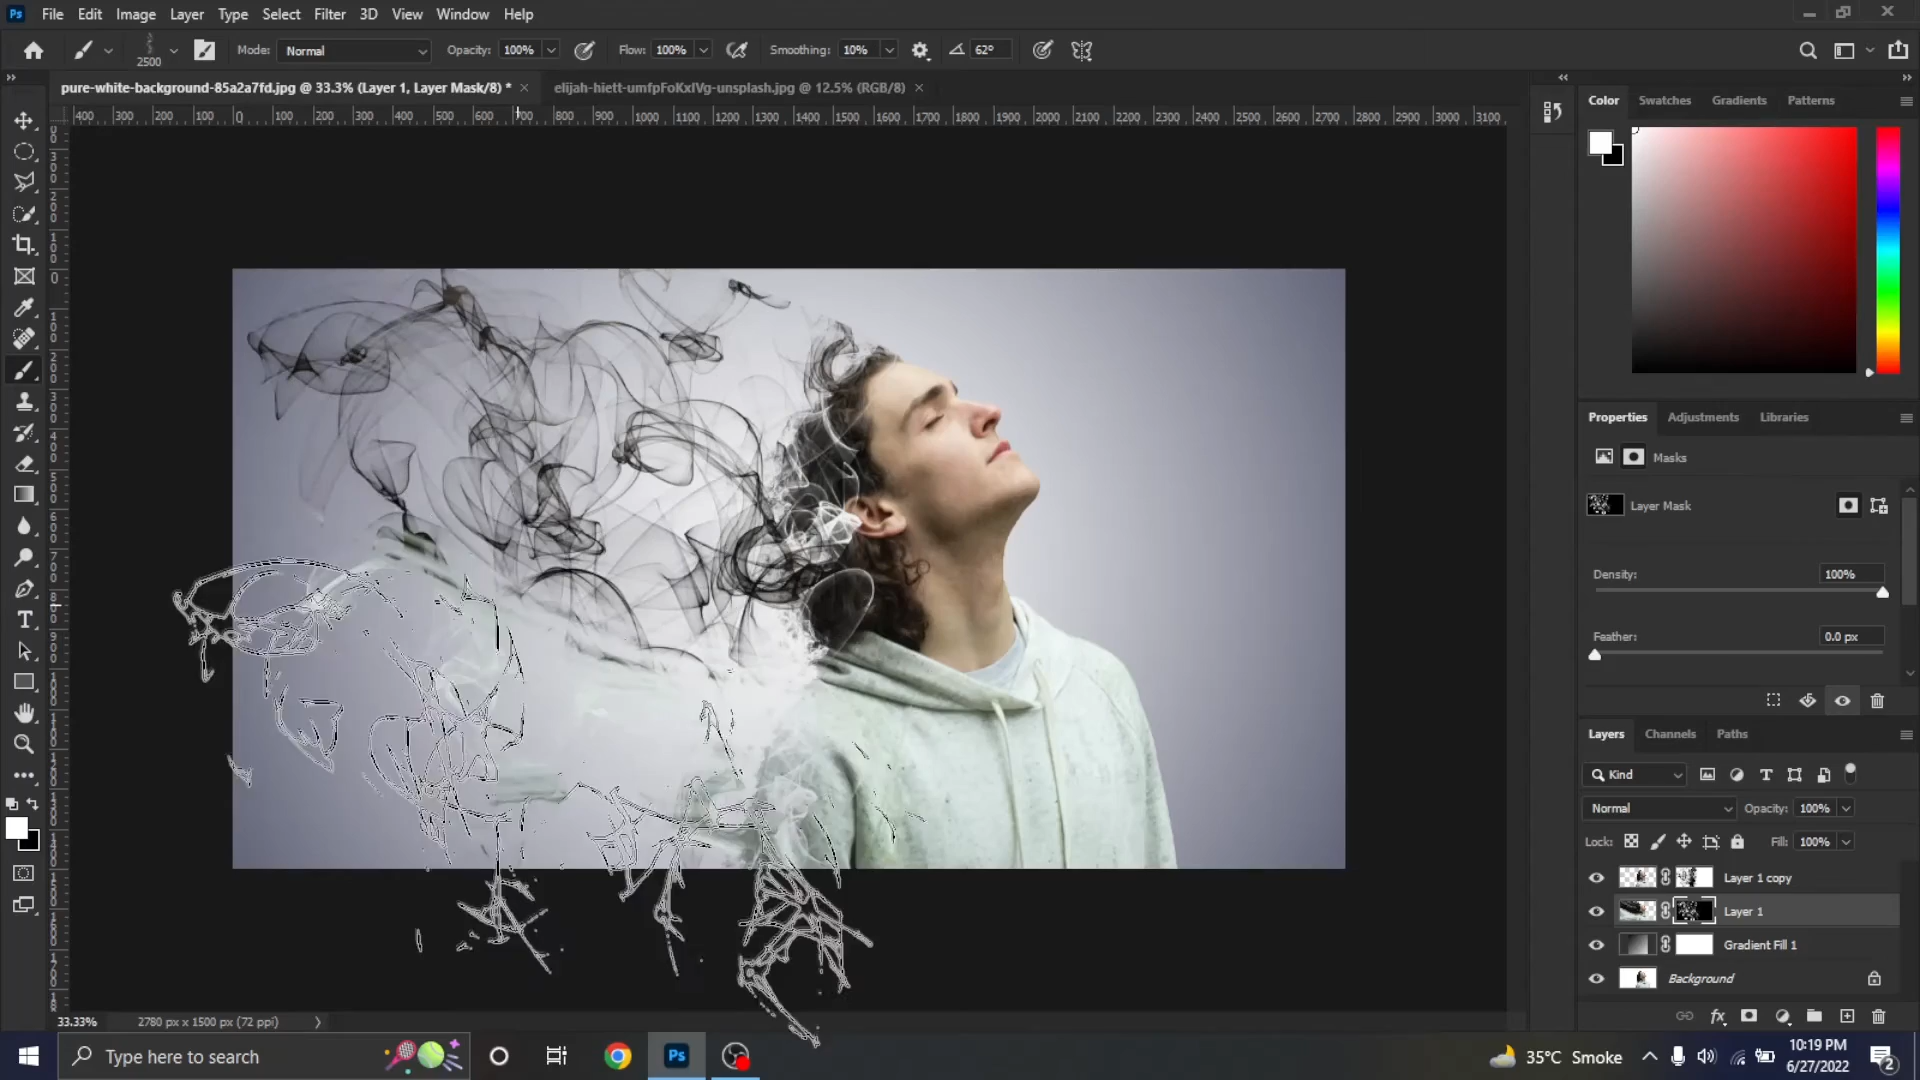 Ps File Edit Image Layer Type Select Filter 3D View Window Help
2500 Mode: Normal Opacity: 100% Flow: 100% Smoothing: 10% 62°
pure-white-background-85a2a7fd.jpg @ 33.3% (Layer 1, Layer Mask/8) * × elijah-hiett-umfpFoKxIVg-unsplash.jpg @ 12.5% (RGB/8) ×
400 300 200 100 0 100 200 300 400 500 600 700 800 900 1000 1100 1200 1300 1400 1500 1600 1700 1800 1900 2000 2100 2200 2300 2400 2500 2600 2700 2800 2900 3000 3100
Color Swatches Gradients Patterns
Properties Adjustments Libraries
Masks
Layer Mask
Density: 100%
Feather: 0.0 px
Layers Channels Paths
Kind
Normal Opacity: 100%
Lock: Fill: 100%
Layer 1 copy
Layer 1
Gradient Fill 1
Background
fx
33.33% 2780 px x 1500 px (72 ppi)
Type here to search
Ps
35°C Smoke
10:19 PM
6/27/2022
2